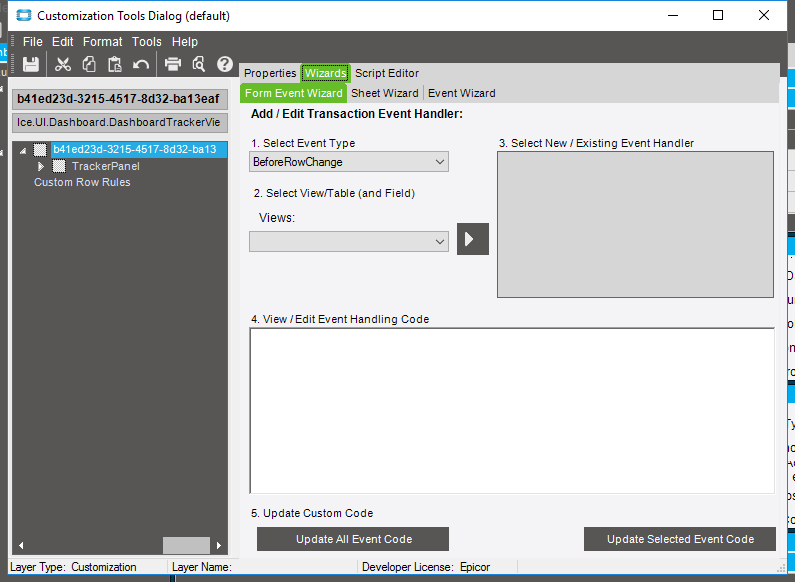 Customization Tools Dialog (default)
File Edit Format Tools Help
Properties Wizards Script Editor
Form Event Wizard Sheet Wizard Event Wizard
b41ed23d-3215-4517-8d32-ba13eaf
Ice.UI.Dashboard.DashboardTrackerVie
b41ed23d-3215-4517-8d32-ba13
TrackerPanel
Custom Row Rules
Add / Edit Transaction Event Handler:
1. Select Event Type
BeforeRowChange
2. Select View/Table (and Field)
Views:
3. Select New / Existing Event Handler
4. View / Edit Event Handling Code
5. Update Custom Code
Update All Event Code
Update Selected Event Code
Layer Type: Customization
Layer Name:
Developer License: Epicor